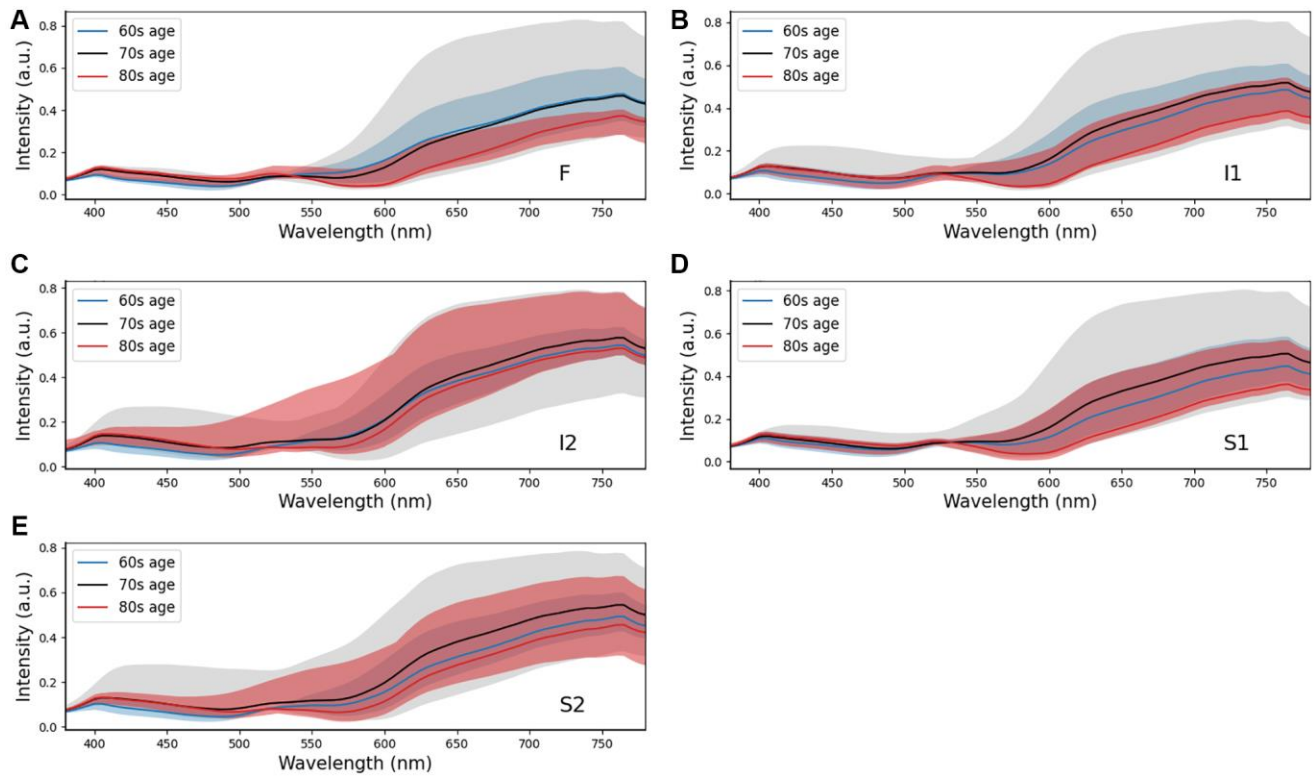 A
Intensity (a.u.)
0.8
0.6
0.4
0.2
0.0
60s age
70s age
80s age
F
400 450 500 550 600 650 700 750
Wavelength (nm)
B
Intensity (a.u.)
0.8
0.6
0.4
0.2
0.0
60s age
70s age
80s age
I1
400 450 500 550 600 650 700 750
Wavelength (nm)
C
Intensity (a.u.)
0.8
0.6
0.4
0.2
0.0
60s age
70s age
80s age
I2
400 450 500 550 600 650 700 750
Wavelength (nm)
D
Intensity (a.u.)
0.8
0.6
0.4
0.2
0.0
60s age
70s age
80s age
S1
400 450 500 550 600 650 700 750
Wavelength (nm)
E
Intensity (a.u.)
0.8
0.6
0.4
0.2
0.0
60s age
70s age
80s age
S2
400 450 500 550 600 650 700 750
Wavelength (nm)